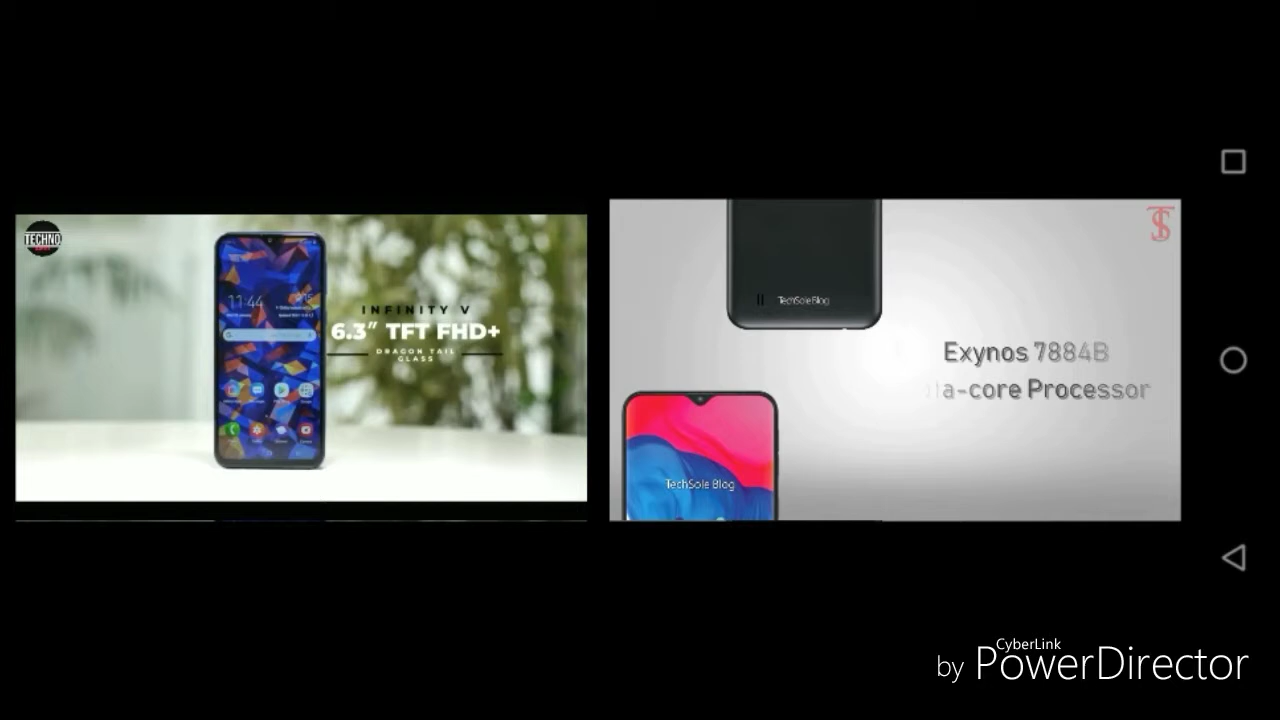 TECHNO
11:44
INFINITY V
6.3" TFT FHD+
DRAGON TAIL
GLASS
TechSole Blog
Exynos 7884B
ta-core Processor
TechSole Blog
CyberLink
by PowerDirector